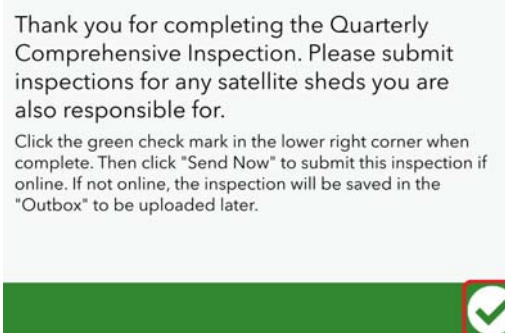 Thank you for completing the Quarterly
Comprehensive Inspection. Please submit
inspections for any satellite sheds you are
also responsible for.
Click the green check mark in the lower right corner when
complete. Then click "Send Now" to submit this inspection if
online. If not online, the inspection will be saved in the
"Outbox" to be uploaded later.